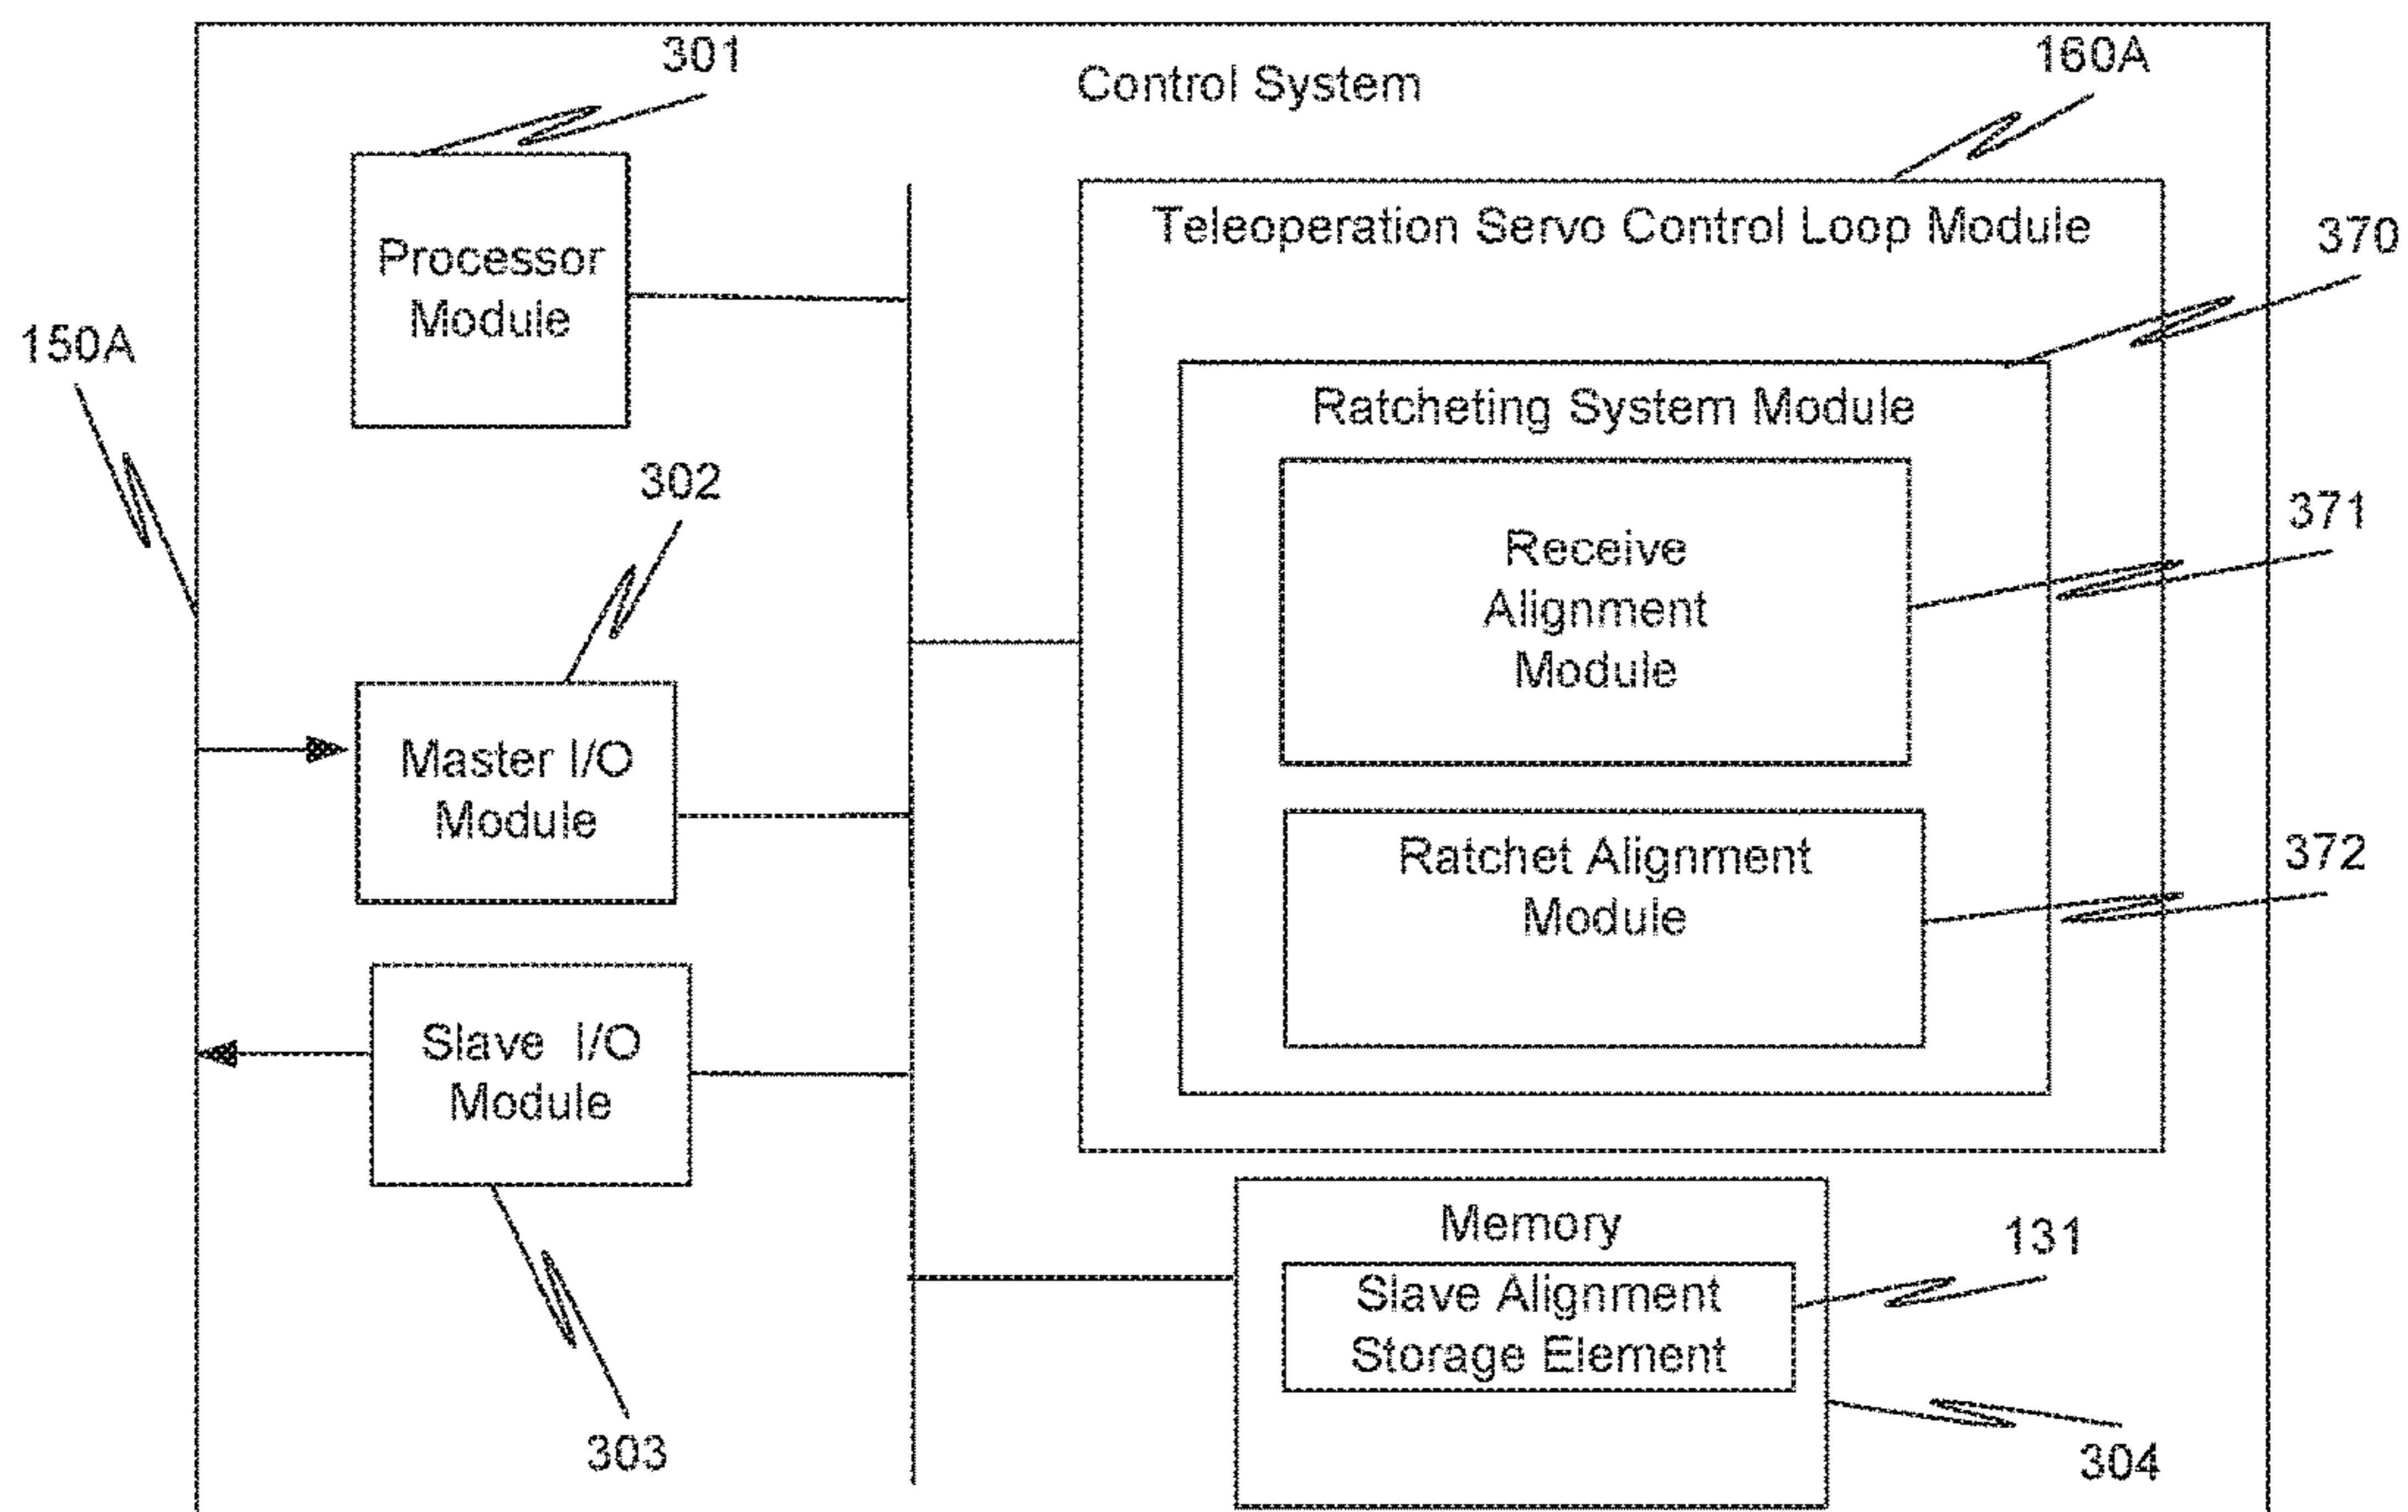 301
Control System
160A
Processor
Module
Teleoperation Servo Control Loop Module
370
150A
Ratcheting System Module
302
Receive
Alignment
Module
371
Master I/O
Module
Ratchet Alignment
Module
372
Slave I/O
Module
Memory
131
Slave Alignment
Storage Element
303
304